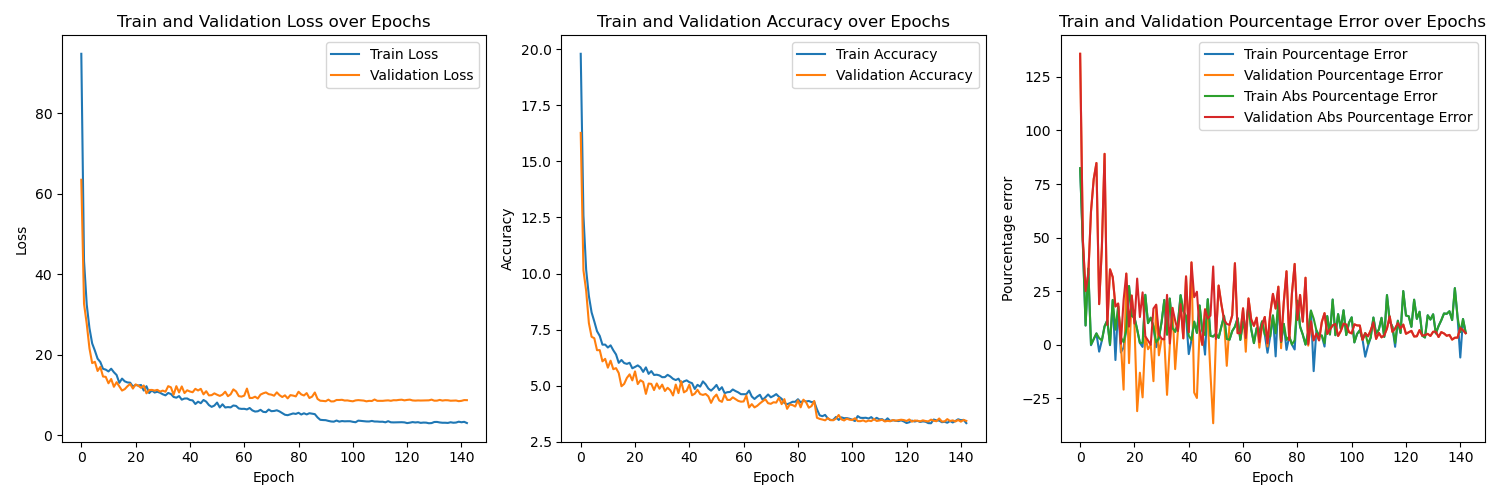 Train and Validation Loss over Epochs
Train Loss
Validation Loss
80
60
40
20
0
Loss
0 20 40 60 80 100 120 140
Epoch
Train and Validation Accuracy over Epochs
Train Accuracy
Validation Accuracy
20.0
17.5
15.0
12.5
10.0
7.5
5.0
2.5
Accuracy
0 20 40 60 80 100 120 140
Epoch
Train and Validation Pourcentage Error over Epochs
Train Pourcentage Error
Validation Pourcentage Error
Train Abs Pourcentage Error
Validation Abs Pourcentage Error
125
100
75
50
25
0
−25
Pourcentage error
0 20 40 60 80 100 120 140
Epoch